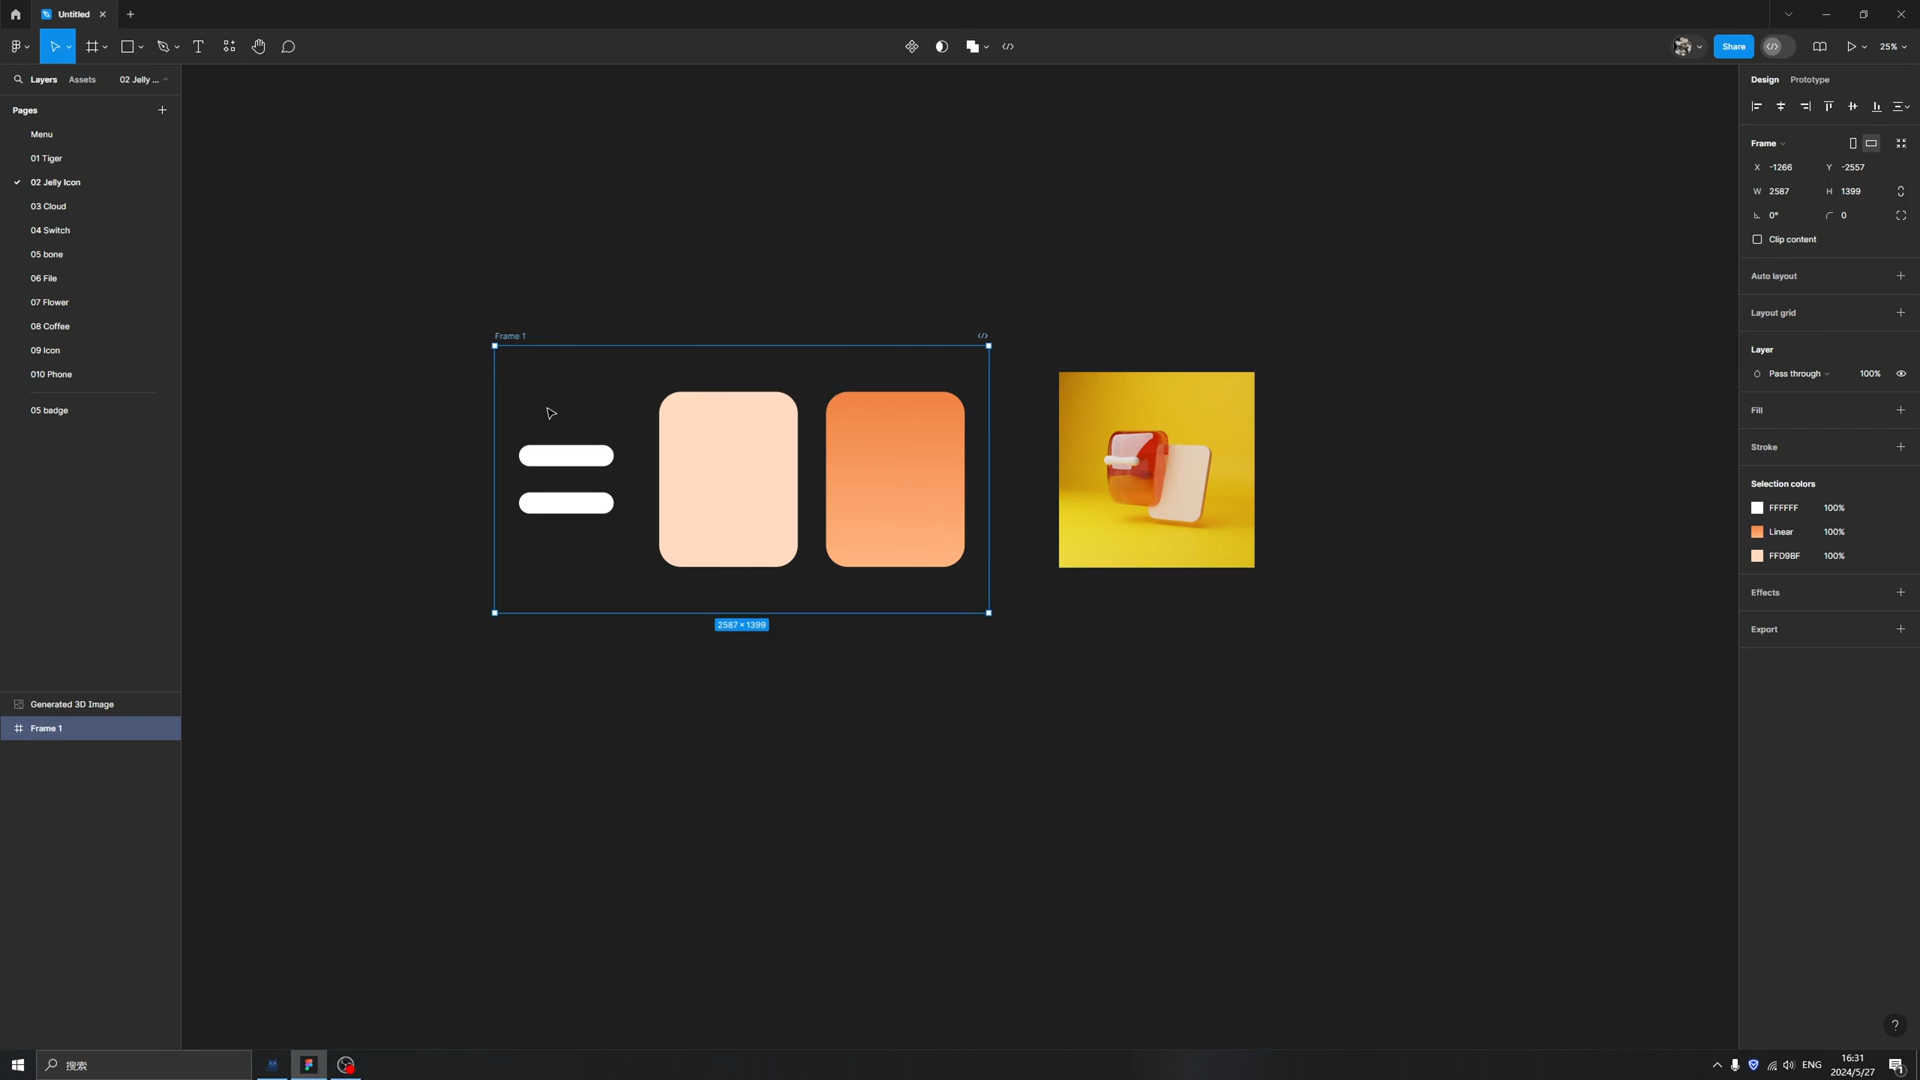 Untitled
Share
25%
Layers
Assets
02 Jelly ...
Pages
Menu
01 Tiger
02 Jelly Icon
03 Cloud
04 Switch
05 bone
06 File
07 Flower
08 Coffee
09 Icon
010 Phone
05 badge
Generated 3D Image
Frame 1
Frame 1
2587 × 1399
Design
Prototype
Frame
X -1266
Y -2557
W 2587
H 1399
0°
0
Clip content
Auto layout
Layout grid
Layer
Pass through
100%
Fill
Stroke
Selection colors
FFFFFF 100%
Linear 100%
FFD9BF 100%
Effects
Export
?
搜索
ENG
16:31
2024/5/27
1